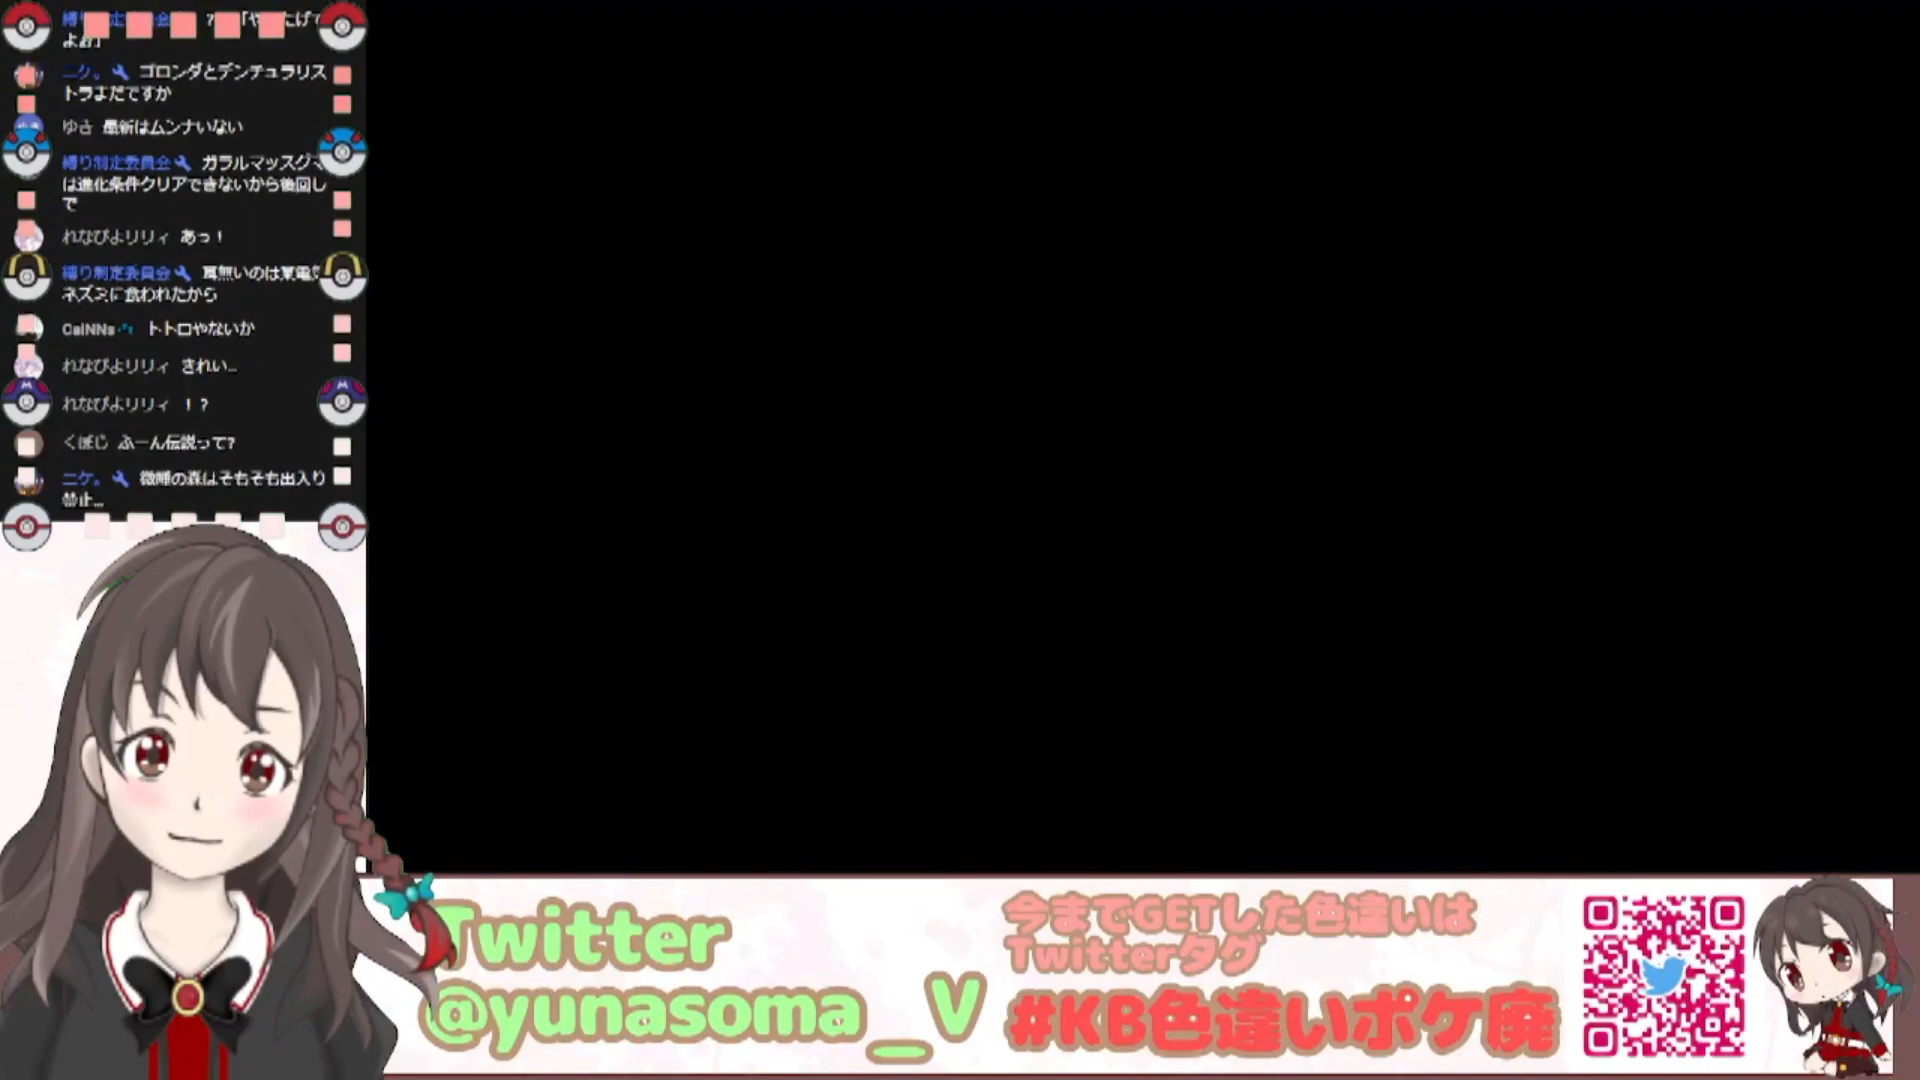 よお」
ニケ。 ゴロンダとデンチュラリス
トラまだですか
ゆさ 最新はムンナいない
縛り制定委員会 ガラルマッスグマ
は進化条件クリアできないから後回し
で
れなぴよリリィ あっ！
縛り制定委員会 耳無いのは某電気
ネズミに食われたから
CalNNs トトロやないか
れなぴよリリィ きれい…
れなぴよリリィ ！？
くぼじ ふーん伝説って?
ニケ。 微睡の森はそもそも出入り
禁止…
Twitter
@yunasoma__V
今までGETした色違いは
Twitterタグ
#KB色違いポケ廃